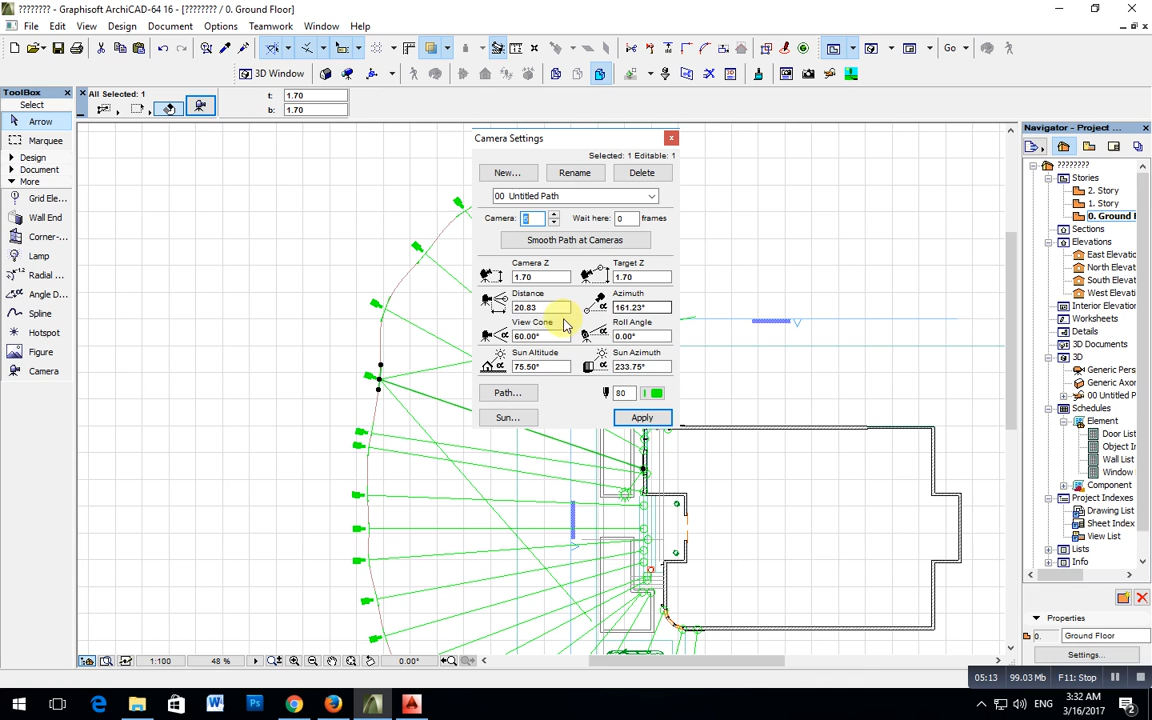 ???????? - Graphisoft ArchiCAD-64 16 - [???????? / 0. Ground Floor]
File Edit View Design Document Options Teamwork Window Help
Go
3D Window
ToolBox
Select
Arrow
Marquee
Design
Document
More
Grid Ele...
Wall End
Corner-...
Lamp
Radial ...
Angle D...
Spline
Hotspot
Figure
Camera
All Selected: 1
t: 1.70
b: 1.70
Camera Settings
Selected: 1 Editable: 1
New... Rename Delete
00 Untitled Path
Camera: Wait here: 0 frames
Smooth Path at Cameras
Camera Z Target Z
1.70 1.70
Distance Azimuth
20.83 161.23°
View Cone Roll Angle
60.00° 0.00°
Sun Altitude Sun Azimuth
75.50° 233.75°
Path... 80
Sun... Apply
Navigator - Project ...
????????
Stories
2. Story
1. Story
0. Ground F
Sections
Elevations
East Elevati
North Elevat
South Elevat
West Elevati
Interior Elevation
Worksheets
Details
3D Documents
3D
Generic Pers
Generic Axor
00 Untitled P
Schedules
Element
Door List
Object In
Wall List
Window
Component
Project Indexes
Drawing List
Sheet Index
View List
Lists
Info
Properties
0. Ground Floor
Settings...
1:100 48 % 0.00°
05:13 99.03 Mb F11: Stop
ENG
3:32 AM
3/16/2017